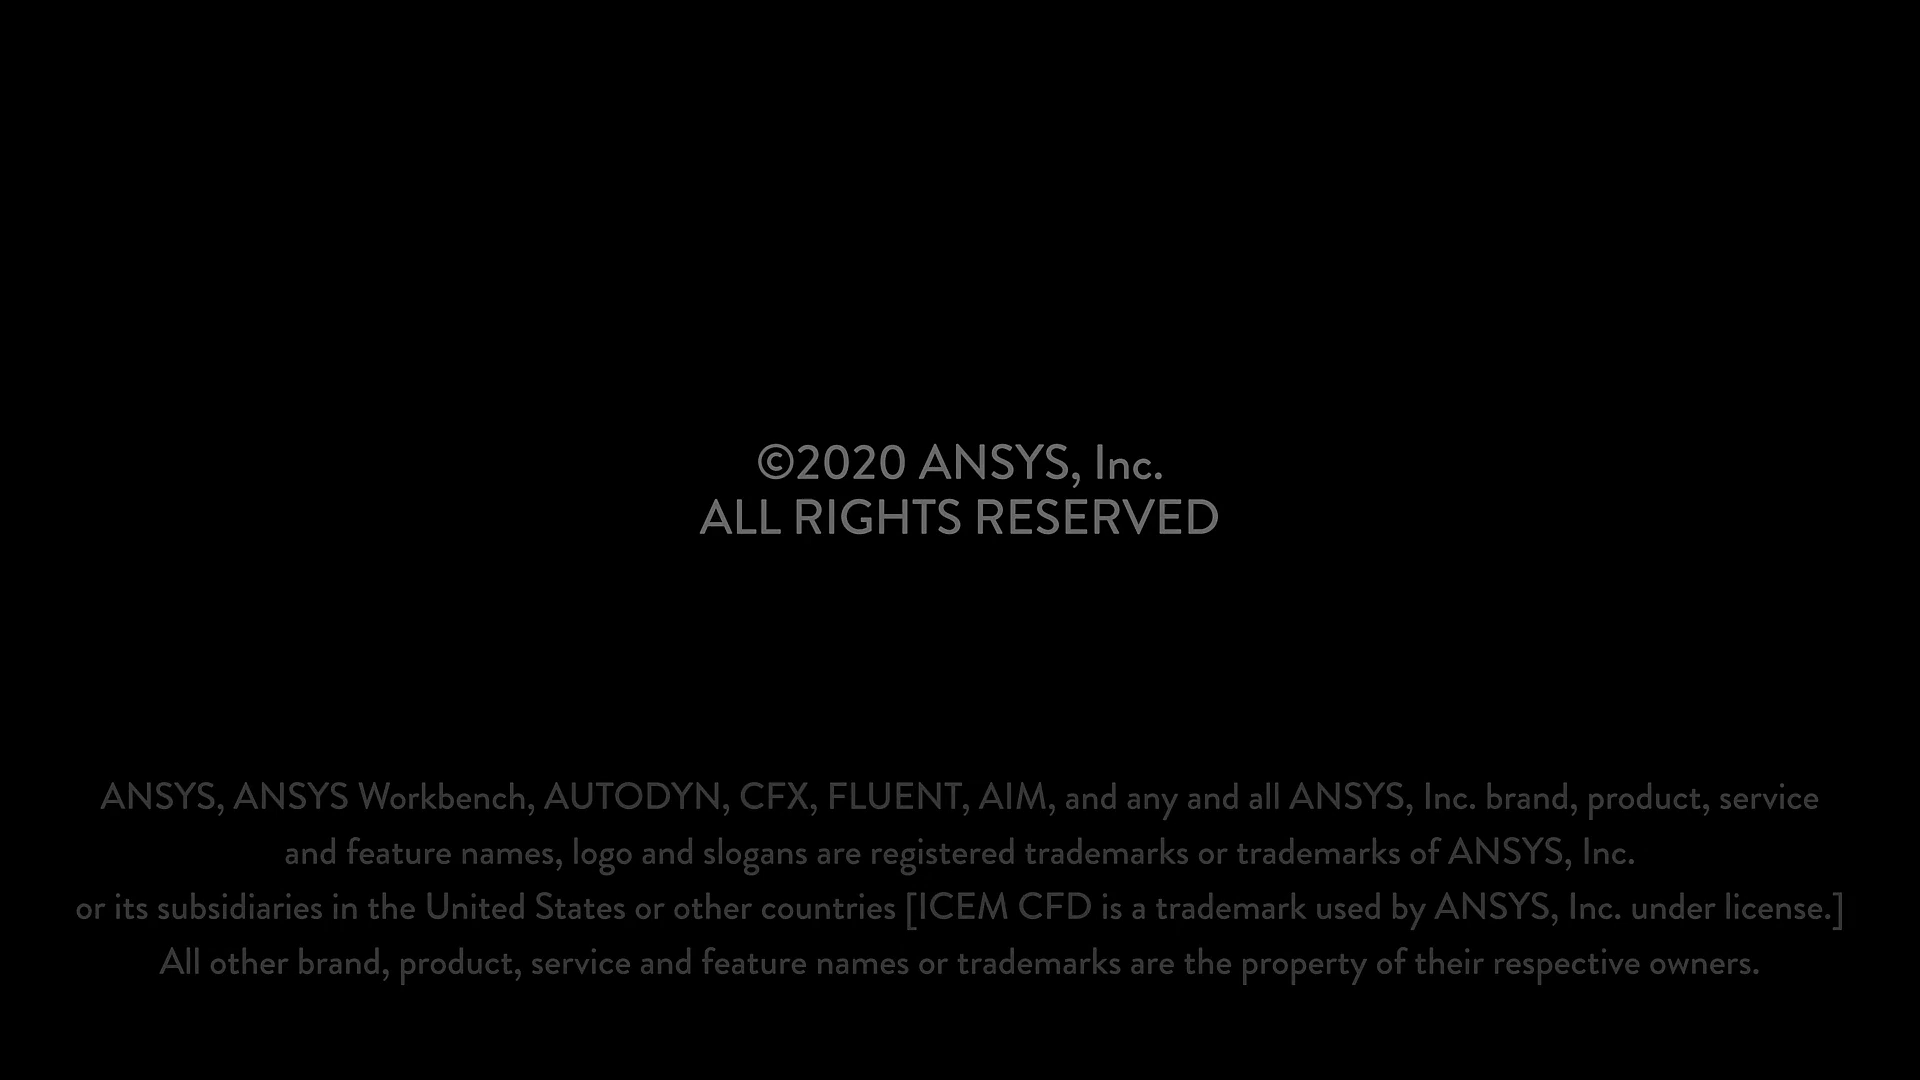 ©2020 ANSYS, Inc.
ALL RIGHTS RESERVED
ANSYS, ANSYS Workbench, AUTODYN, CFX, FLUENT, AIM, and any and all ANSYS, Inc. brand, product, service
and feature names, logo and slogans are registered trademarks or trademarks of ANSYS, Inc.
or its subsidiaries in the United States or other countries [ICEM CFD is a trademark used by ANSYS, Inc. under license.]
All other brand, product, service and feature names or trademarks are the property of their respective owners.